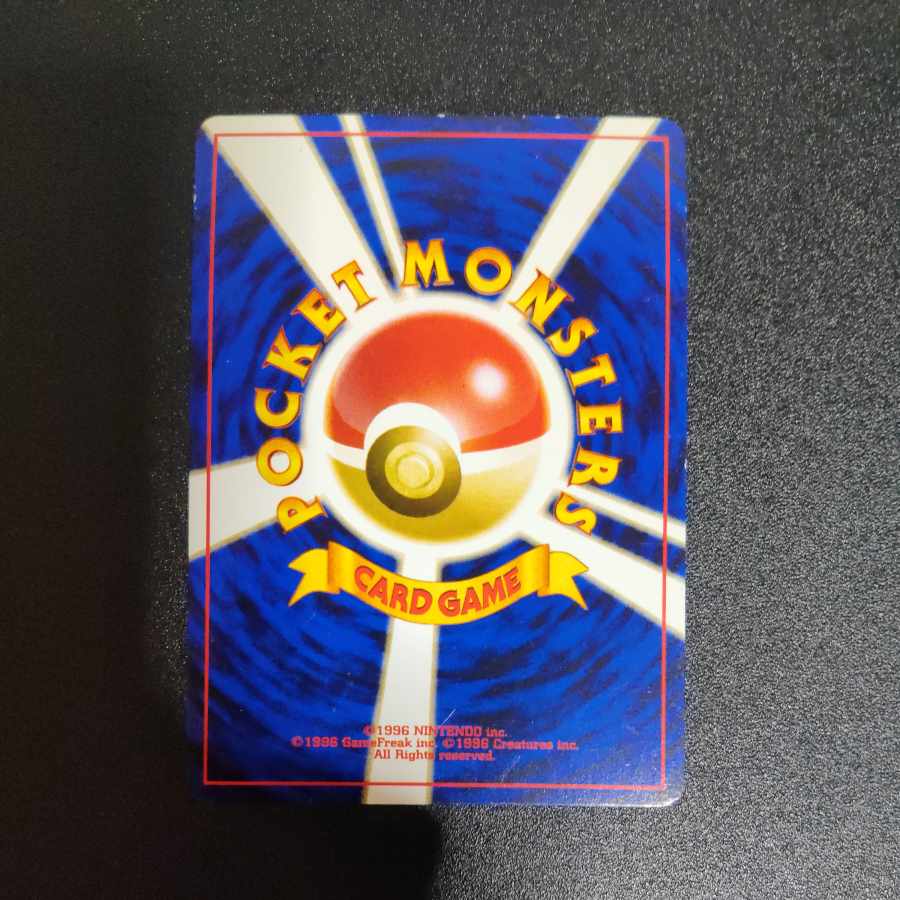 POCKET MONSTERS
CARD GAME
©1996 NINTENDO inc.
©1996 GameFreak inc. ©1996 Creatures inc.
All Rights reserved.